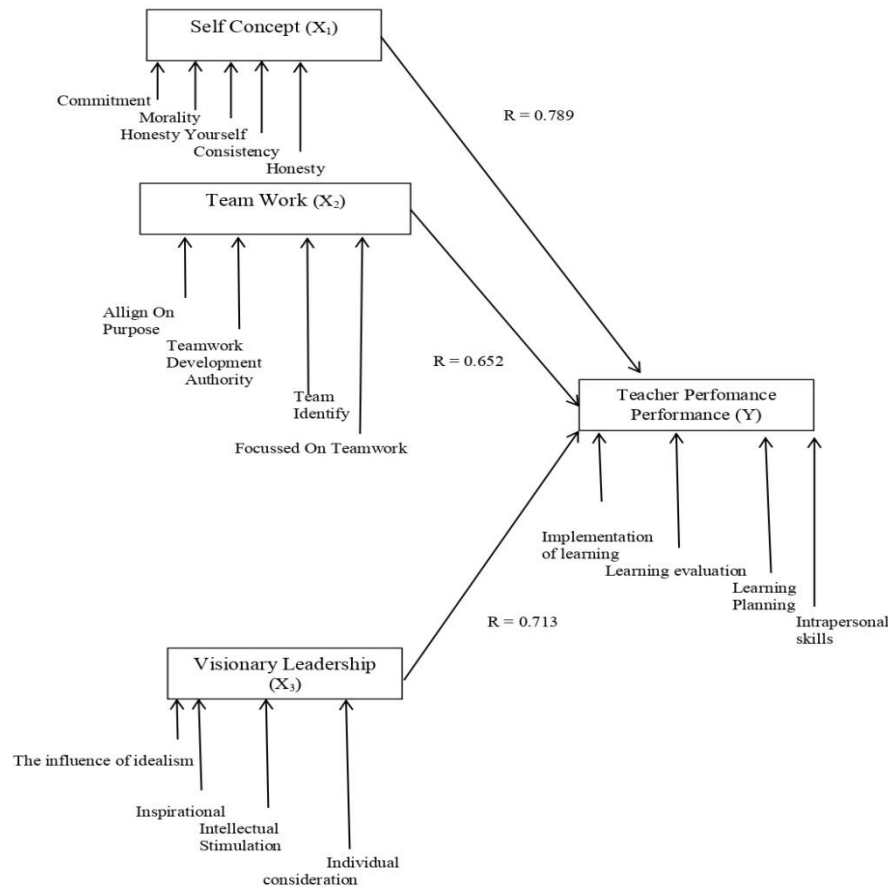 Self Concept (X₁)
Commitment
Morality
Honesty Yourself
Consistency
Honesty
R = 0.789
Team Work (X₂)
Allign On
Purpose
Teamwork
Development
Authority
Team
Identify
Focussed On Teamwork
R = 0.652
Teacher Perfomance
Performance (Y)
Implementation
of learning
Learning evaluation
Learning
Planning
Intrapersonal
skills
R = 0.713
Visionary Leadership
(X₃)
The influence of idealism
Inspirational
Intellectual
Stimulation
Individual
consideration